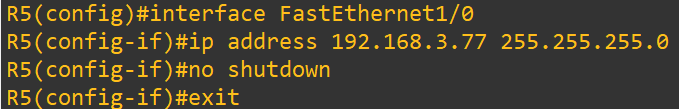 R5(config)#interface FastEthernet1/0
R5(config-if)#ip address 192.168.3.77 255.255.255.0
R5(config-if)#no shutdown
R5(config-if)#exit